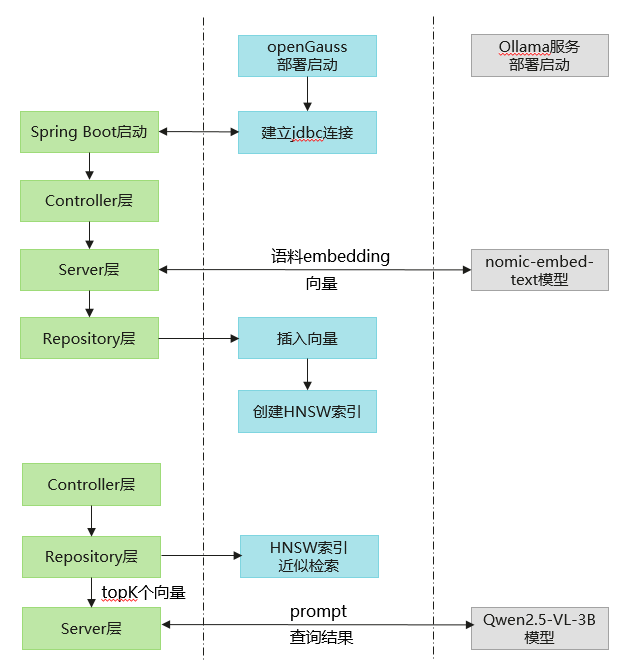 openGauss
部署启动
Ollama服务
部署启动
Spring Boot启动
建立jdbc连接
Controller层
语料embedding
Server层
向量
nomic-embed-
text模型
Repository层
插入向量
创建HNSW索引
Controller层
Repository层
HNSW索引
近似检索
topK个向量
prompt
Server层
查询结果
Qwen2.5-VL-3B
模型